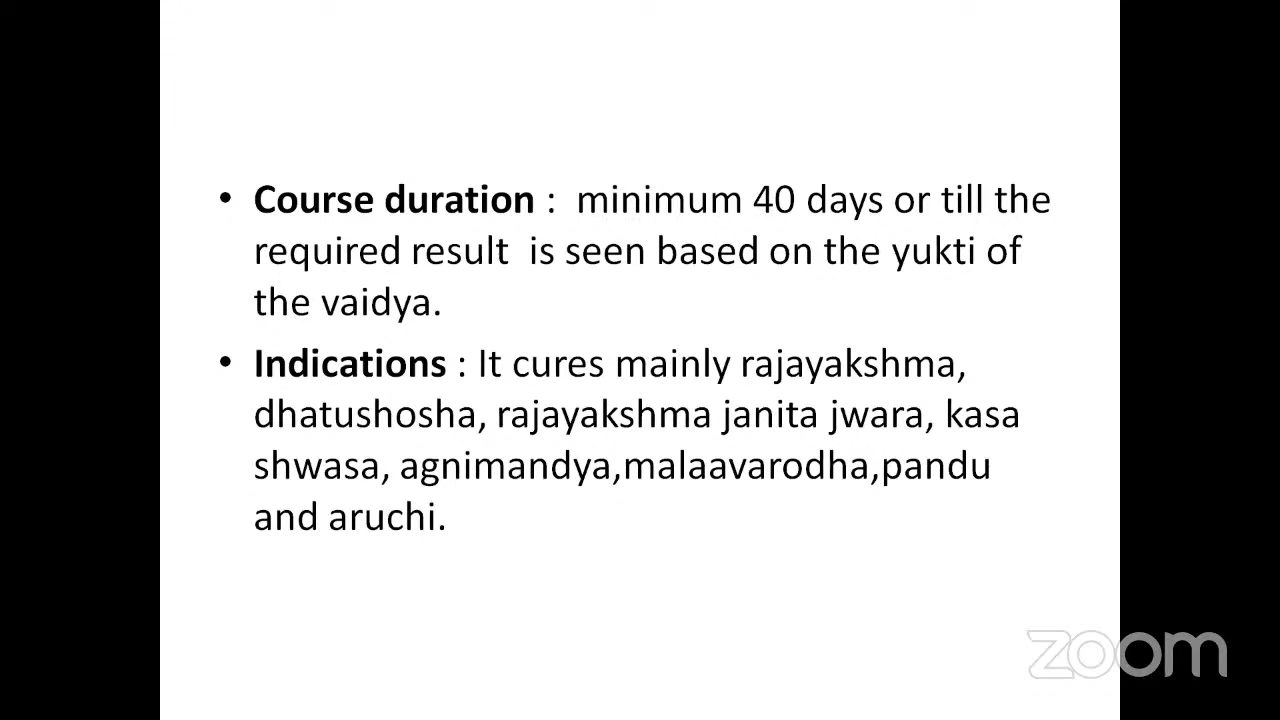 • Course duration : minimum 40 days or till the
required result is seen based on the yukti of
the vaidya.
• Indications : It cures mainly rajayakshma,
dhatushosha, rajayakshma janita jwara, kasa
shwasa, agnimandya,malaavarodha,pandu
and aruchi.
zoom